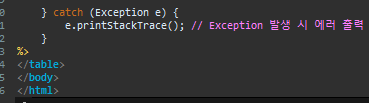 } catch (Exception e) {
e.printStackTrace(); // Exception 발생 시 에러 출력
}
%>
</table>
</body>
</html>